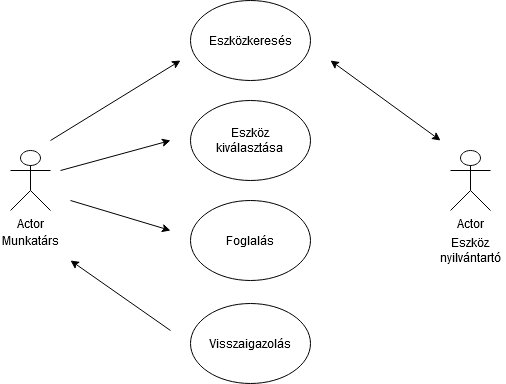 Eszközkeresés
Eszköz
kiválasztása
Actor
Munkatárs
Actor
Eszköz
nyilvántartó
Foglalás
Visszaigazolás